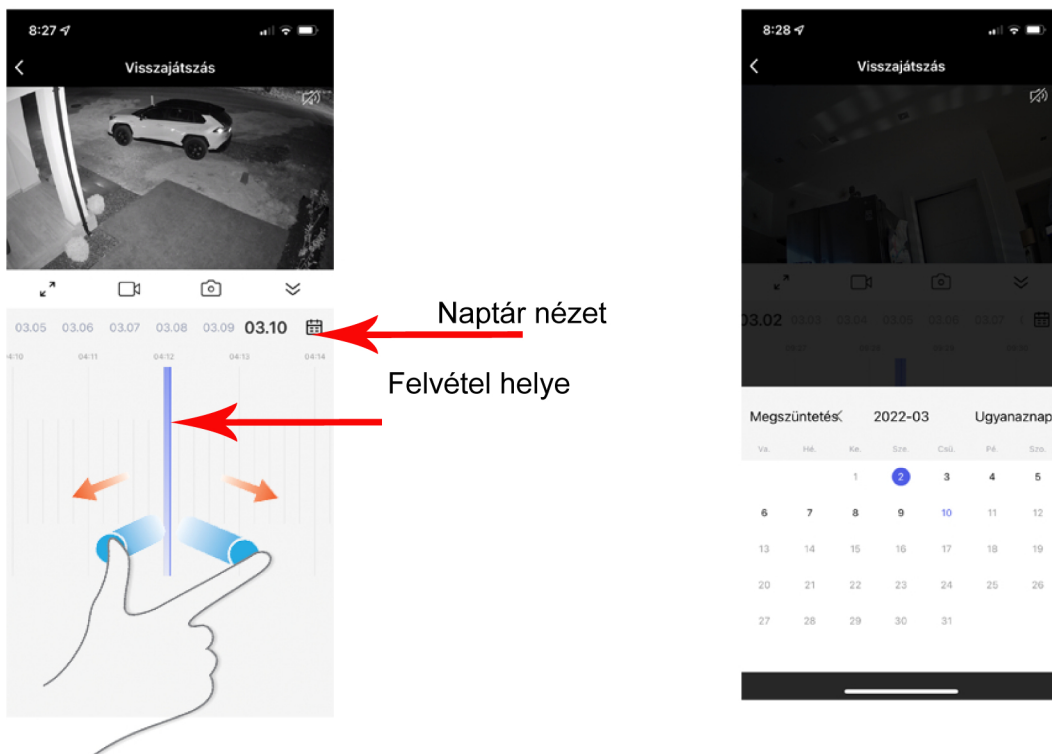 8:27
Visszajátszás
03.05 03.06 03.07 03.08 03.09 03.10
04:11 04:12 04:13 04:14
Naptár nézet
Felvétel helye
8:28
Visszajátszás
03.02 03.03 03.04 03.05 03.06 03.07
Megszüntetés 2022-03 Ugyanaznap
Va. Hé. Ke. Sze. Csü. Pé. Szo.
1 2 3 4 5
6 7 8 9 10 11 12
13 14 15 16 17 18 19
20 21 22 23 24 25 26
27 28 29 30 31